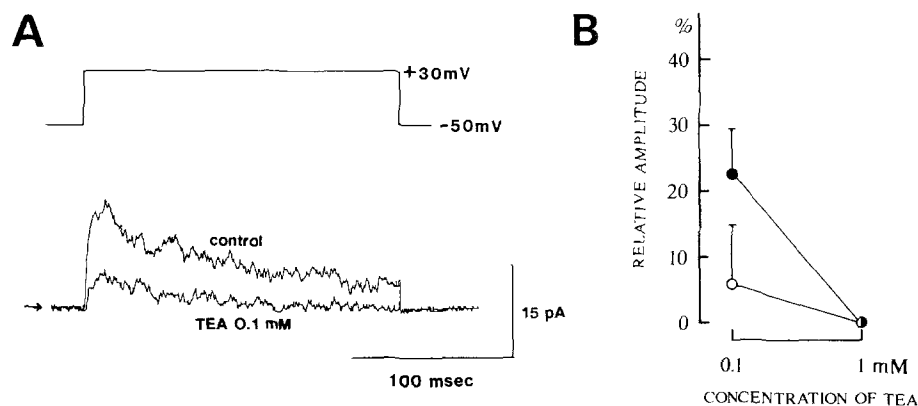 A
+30mV
-50mV
control
TEA 0.1 mM
15 pA
100 msec
B
%
40
30
20
10
0
RELATIVE AMPLITUDE
0.1
1 mM
CONCENTRATION OF TEA